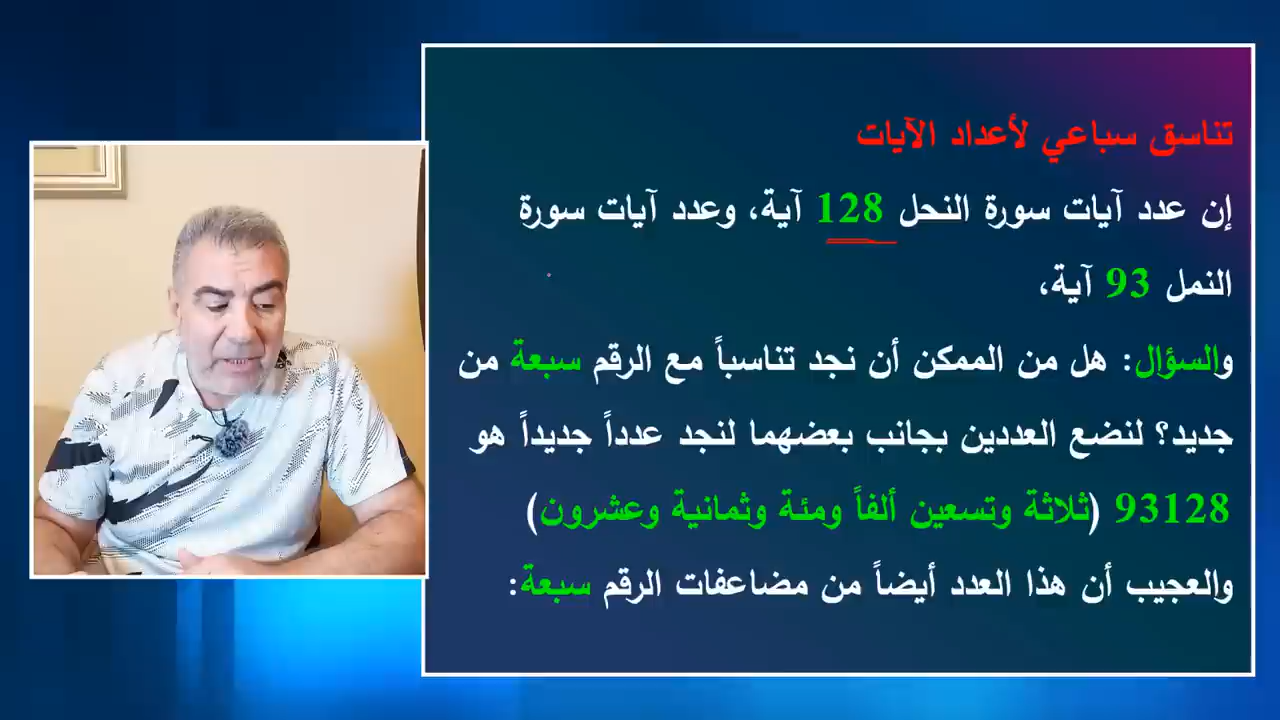 تناسق سباعي لأعداد الآيات
إن عدد آيات سورة النحل 128 آية، وعدد آيات سورة
النمل 93 آية،
والسؤال: هل من الممكن أن نجد تناسباً مع الرقم سبعة من
جديد؟ لنضع العددين بجانب بعضهما لنجد عدداً جديداً هو
93128 (ثلاثة وتسعين ألفاً ومئة وثمانية وعشرون)
والعجيب أن هذا العدد أيضاً من مضاعفات الرقم سبعة: